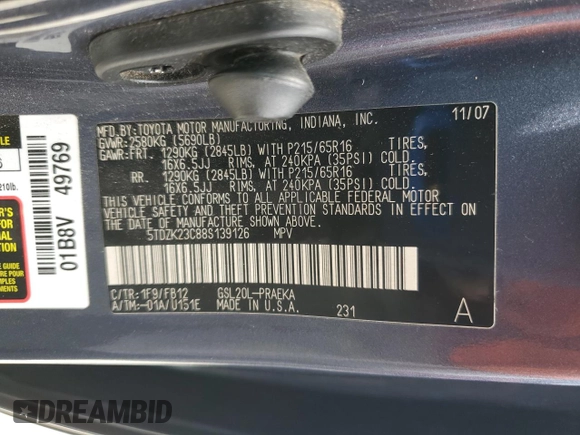 MFD.BY:TOYOTA MOTOR MANUFACTURING, INDIANA, INC. 11/07
GVWR:2580KG (5690LB)
GAWR:FRT. 1290KG (2845LB) WITH P215/65R16 TIRES,
16X6.5JJ RIMS, AT 240KPA (35PSI) COLD.
RR. 1290KG (2845LB) WITH P215/65R16 TIRES,
16X6.5JJ RIMS, AT 240KPA (35PSI) COLD.
THIS VEHICLE CONFORMS TO ALL APPLICABLE FEDERAL MOTOR
VEHICLE SAFETY AND THEFT PREVENTION STANDARDS IN EFFECT ON
THE DATE OF MANUFACTURE SHOWN ABOVE.
5TDZK23C88S139126 MPV
C/TR:1F9/FB12 GSL20L-PRAEKA
A/TM:-01A/U151E MADE IN U.S.A. 231 A
01B8V 49769
210lb.
DREAMBID